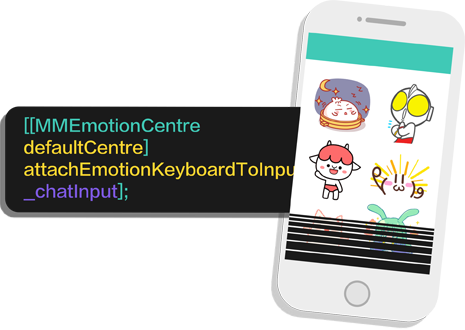 [[MMEmotionCentre
defaultCentre]
attachEmotionKeyboardToInpu
_chatInput];